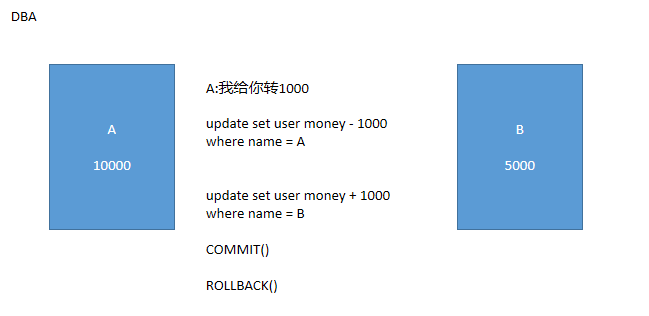 DBA
A
10000
A:我给你转1000
update set user money - 1000
where name = A
update set user money + 1000
where name = B
COMMIT()
ROLLBACK()
B
5000